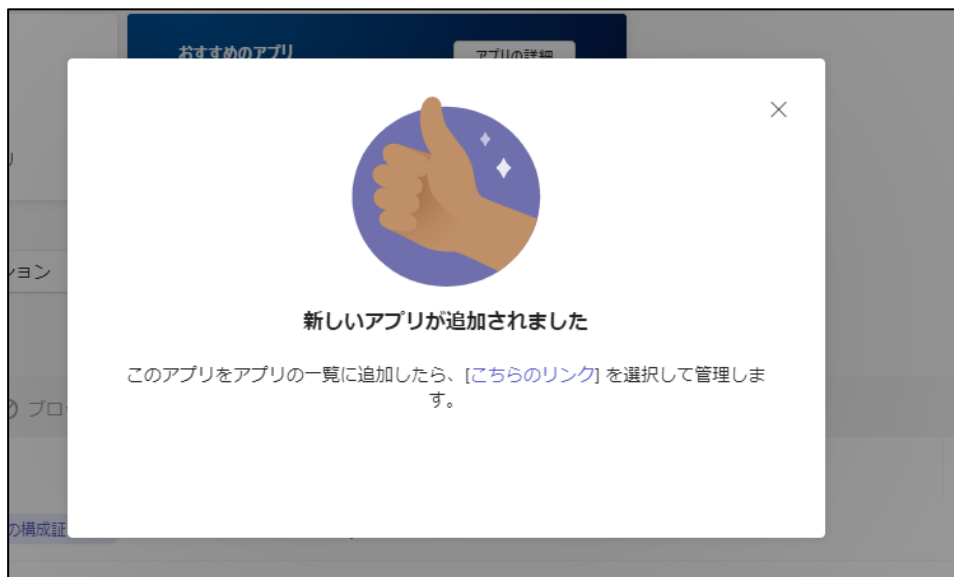 おすすめのアプリ
アプリの詳細
リ
新しいアプリが追加されました
ション
このアプリをアプリの一覧に追加したら、[こちらのリンク] を選択して管理しま
す。
ブロ
の構成証